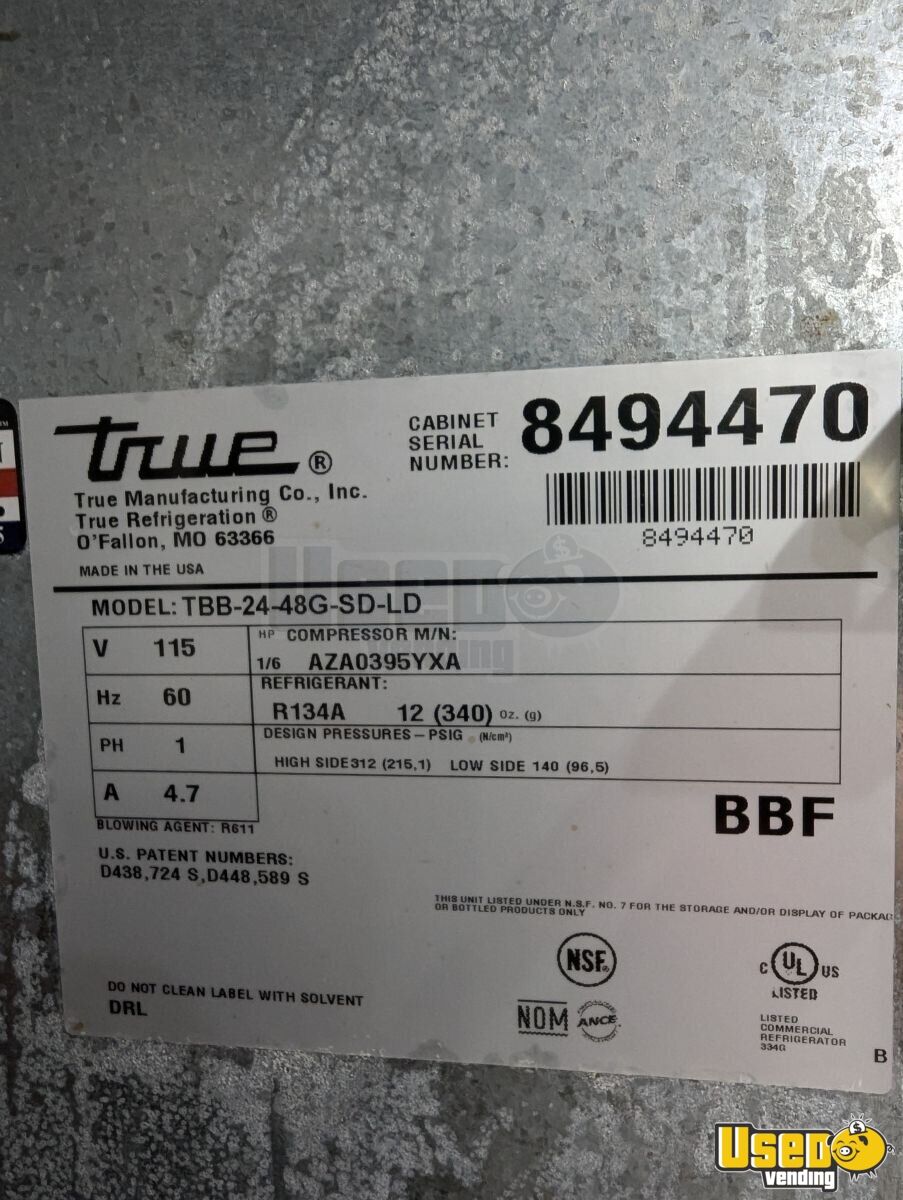 true®
True Manufacturing Co., Inc.
True Refrigeration®
O'Fallon, MO 63366
MADE IN THE USA
CABINET
SERIAL
NUMBER:
8494470
8494470
MODEL: TBB-24-48G-SD-LD
V 115
HP COMPRESSOR M/N:
1/6 AZA0395YXA
Hz 60
REFRIGERANT:
R134A 12 (340) Oz. (g)
PH 1
DESIGN PRESSURES – PSIG (N/cm²)
HIGH SIDE 312 (215,1) LOW SIDE 140 (96,5)
A 4.7
BLOWING AGENT: R611
BBF
U.S. PATENT NUMBERS:
D438,724 S,D448,589 S
THIS UNIT LISTED UNDER N.S.F. NO. 7 FOR THE STORAGE AND/OR DISPLAY OF PACKAG
OR BOTTLED PRODUCTS ONLY
NSF®
C UL US
LISTED
DO NOT CLEAN LABEL WITH SOLVENT
DRL
NOM ANCE
LISTED
COMMERCIAL
REFRIGERATOR
334G
B
USED
vending
Used
vending